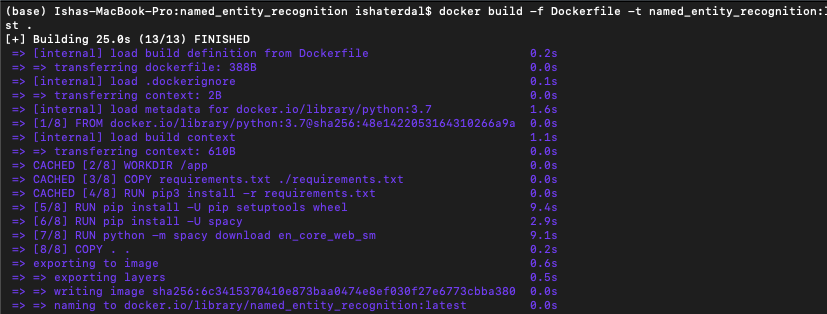 (base) Ishas-MacBook-Pro:named_entity_recognition ishaterdal$ docker build -f Dockerfile -t named_entity_recognition:l
st .
[+] Building 25.0s (13/13) FINISHED
=> [internal] load build definition from Dockerfile 0.2s
=> => transferring dockerfile: 388B 0.0s
=> [internal] load .dockerignore 0.1s
=> => transferring context: 2B 0.0s
=> [internal] load metadata for docker.io/library/python:3.7 1.6s
=> [1/8] FROM docker.io/library/python:3.7@sha256:48e1422053164310266a9a 0.0s
=> [internal] load build context 1.1s
=> => transferring context: 610B 0.0s
=> CACHED [2/8] WORKDIR /app 0.0s
=> CACHED [3/8] COPY requirements.txt ./requirements.txt 0.0s
=> CACHED [4/8] RUN pip3 install -r requirements.txt 0.0s
=> [5/8] RUN pip install -U pip setuptools wheel 9.4s
=> [6/8] RUN pip install -U spacy 2.9s
=> [7/8] RUN python -m spacy download en_core_web_sm 9.1s
=> [8/8] COPY . . 0.2s
=> exporting to image 0.6s
=> => exporting layers 0.5s
=> => writing image sha256:6c3415370410e873baa0474e8ef030f27e6773cbba380 0.0s
=> => naming to docker.io/library/named_entity_recognition:latest 0.0s